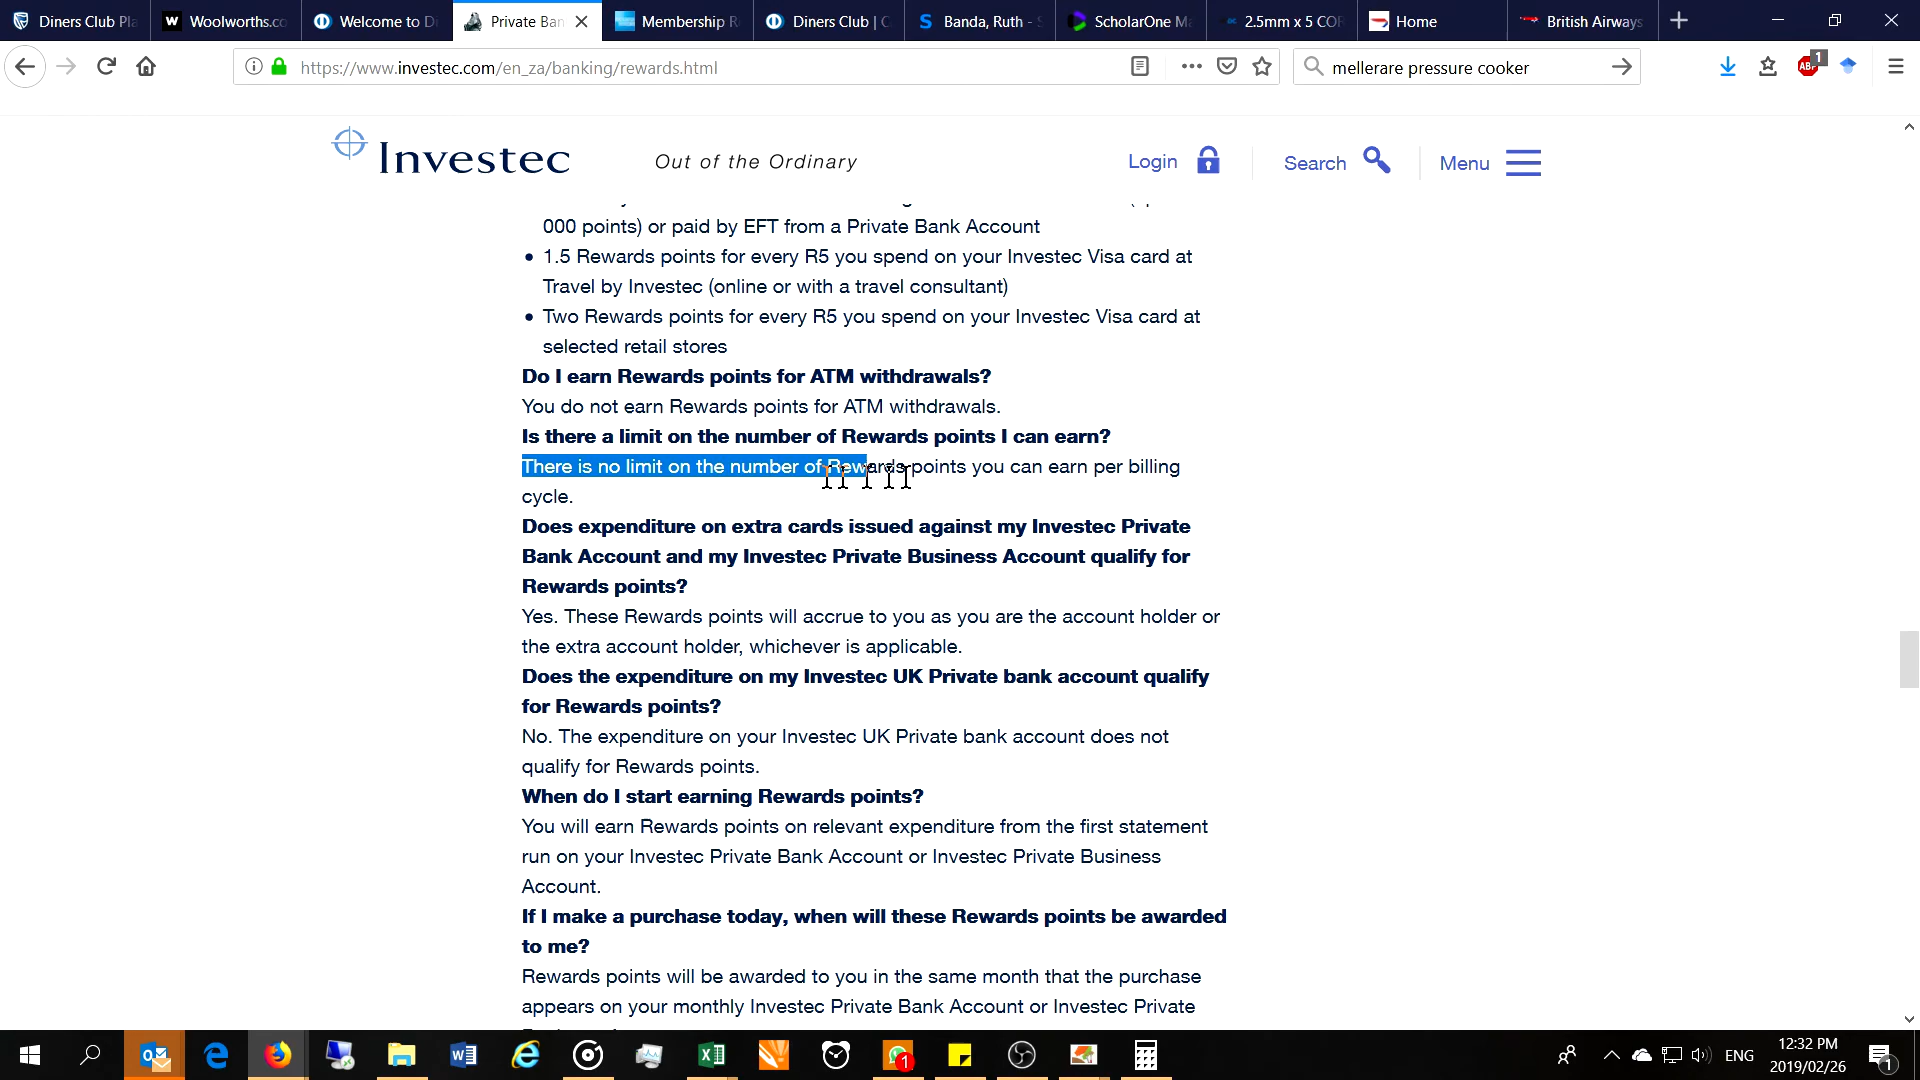 Diners Club Pla
Woolworths.co
Welcome to Di
Private Ban
Membership R
Diners Club | C
Banda, Ruth - S
ScholarOne Ma
2.5mm x 5 COR
Home
British Airways
https://www.investec.com/en_za/banking/rewards.html
mellerare pressure cooker
ABP
1
Investec
Out of the Ordinary
Login
Search
Menu
000 points) or paid by EFT from a Private Bank Account
• 1.5 Rewards points for every R5 you spend on your Investec Visa card at
Travel by Investec (online or with a travel consultant)
• Two Rewards points for every R5 you spend on your Investec Visa card at
selected retail stores
Do I earn Rewards points for ATM withdrawals?
You do not earn Rewards points for ATM withdrawals.
Is there a limit on the number of Rewards points I can earn?
There is no limit on the number of Rewards points you can earn per billing
cycle.
Does expenditure on extra cards issued against my Investec Private
Bank Account and my Investec Private Business Account qualify for
Rewards points?
Yes. These Rewards points will accrue to you as you are the account holder or
the extra account holder, whichever is applicable.
Does the expenditure on my Investec UK Private bank account qualify
for Rewards points?
No. The expenditure on your Investec UK Private bank account does not
qualify for Rewards points.
When do I start earning Rewards points?
You will earn Rewards points on relevant expenditure from the first statement
run on your Investec Private Bank Account or Investec Private Business
Account.
If I make a purchase today, when will these Rewards points be awarded
to me?
Rewards points will be awarded to you in the same month that the purchase
appears on your monthly Investec Private Bank Account or Investec Private
1
ENG
12:32 PM
2019/02/26
1